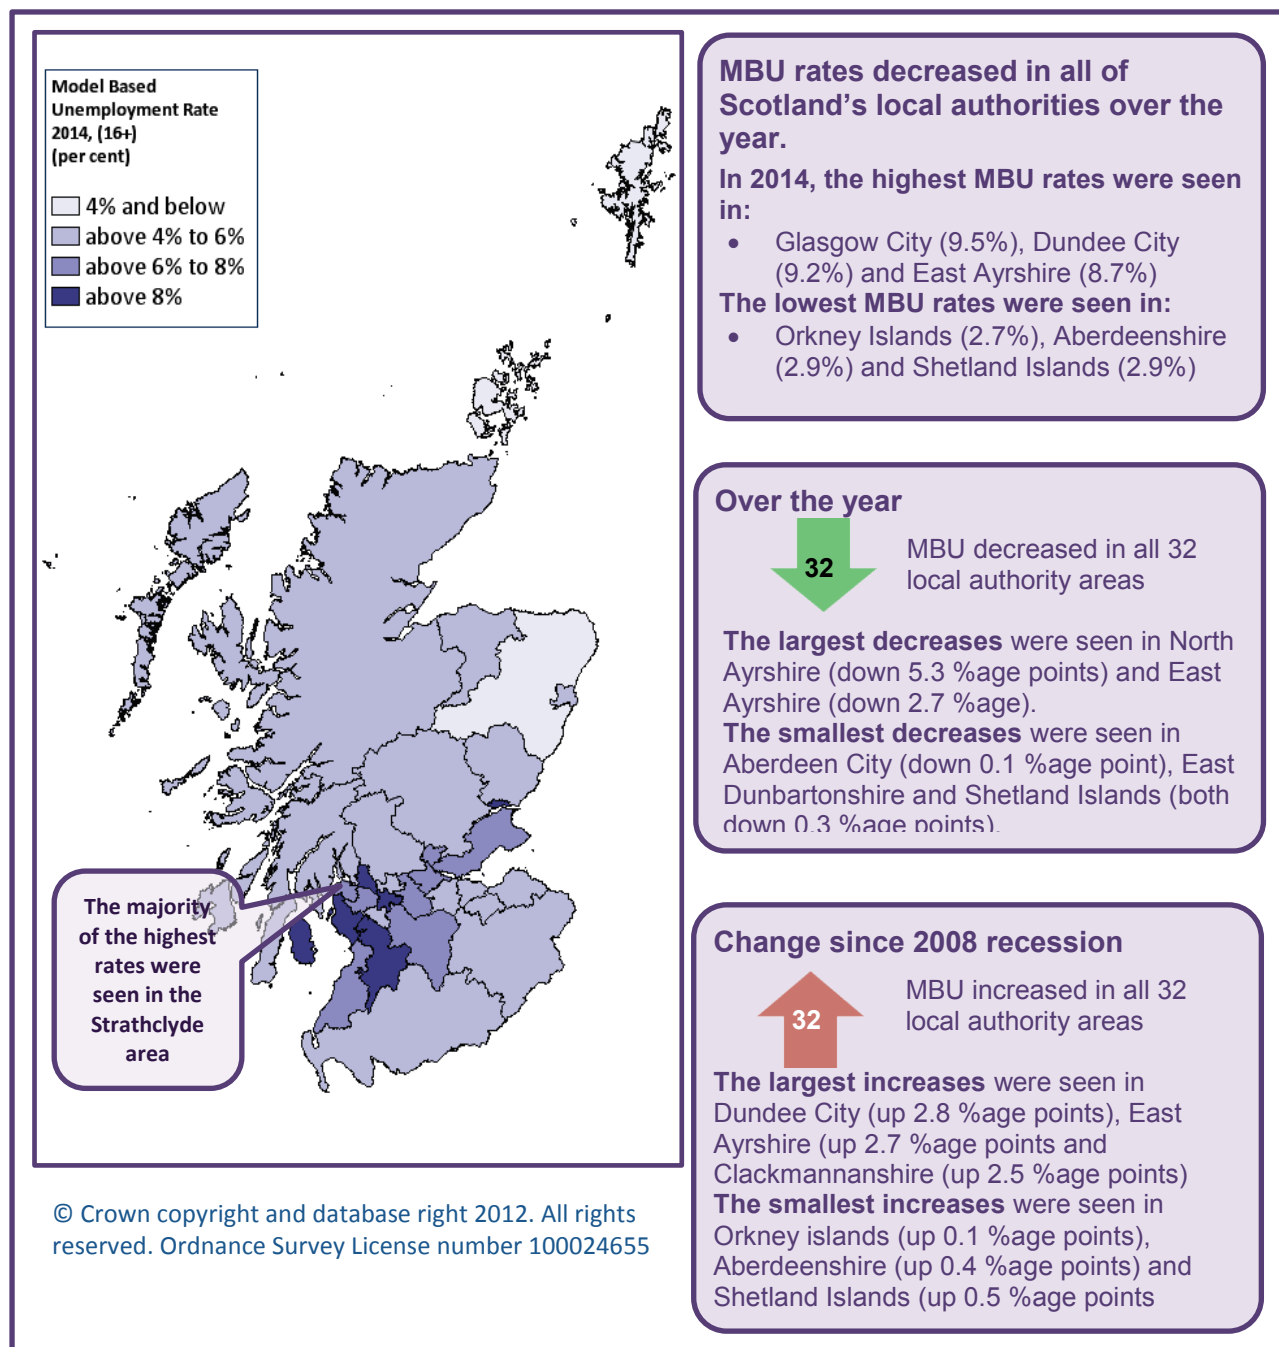 Model Based
Unemployment Rate
2014, (16+)
(per cent)
4% and below
above 4% to 6%
above 6% to 8%
above 8%
The majority
of the highest
rates were
seen in the
Strathclyde
area
© Crown copyright and database right 2012. All rights
reserved. Ordnance Survey License number 100024655
MBU rates decreased in all of
Scotland's local authorities over the
year.
In 2014, the highest MBU rates were seen
in:
• Glasgow City (9.5%), Dundee City
(9.2%) and East Ayrshire (8.7%)
The lowest MBU rates were seen in:
• Orkney Islands (2.7%), Aberdeenshire
(2.9%) and Shetland Islands (2.9%)
Over the year
32
MBU decreased in all 32
local authority areas
The largest decreases were seen in North
Ayrshire (down 5.3 %age points) and East
Ayrshire (down 2.7 %age).
The smallest decreases were seen in
Aberdeen City (down 0.1 %age point), East
Dunbartonshire and Shetland Islands (both
down 0.3 %age points).
Change since 2008 recession
32
MBU increased in all 32
local authority areas
The largest increases were seen in
Dundee City (up 2.8 %age points), East
Ayrshire (up 2.7 %age points and
Clackmannanshire (up 2.5 %age points)
The smallest increases were seen in
Orkney islands (up 0.1 %age points),
Aberdeenshire (up 0.4 %age points) and
Shetland Islands (up 0.5 %age points